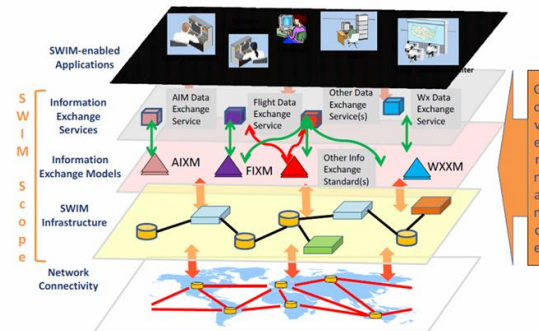 SWIM-enabled
Applications
SWIM Scope
Information
Exchange
Services
AIM Data
Exchange
Service
Flight Data
Exchange
Service
Other Data
Exchange
Service(s)
Wx Data
Exchange
Service
Information
Exchange Models
AIXM
FIXM
Other Info
Exchange
Standard(s)
WXXM
SWIM
Infrastructure
Network
Connectivity
Governance